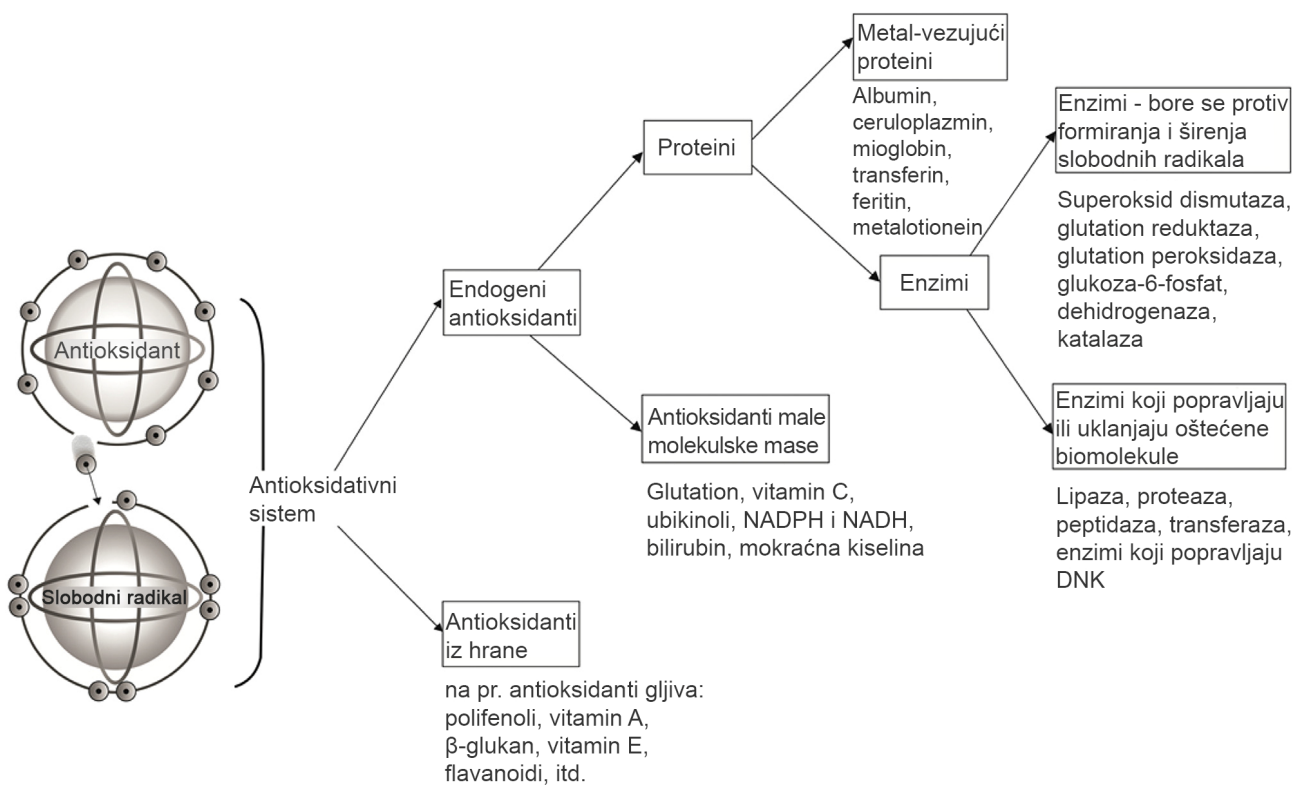 Metal-vezujući
proteini
Albumin,
ceruloplazmin,
mioglobin,
transferin,
feritin,
metalotionein
Enzimi - bore se protiv
formiranja i širenja
slobodnih radikala
Superoksid dismutaza,
glutation reduktaza,
glutation peroksidaza,
glukoza-6-fosfat,
dehidrogenaza,
katalaza
Proteini
Enzimi
Endogeni
antioksidanti
Antioksidant
Antioksidanti male
molekulske mase
Glutation, vitamin C,
ubikinoli, NADPH i NADH,
bilirubin, mokraćna kiselina
Enzimi koji popravljaju
ili uklanjaju oštećene
biomolekule
Lipaza, proteaza,
peptidaza, transferaza,
enzimi koji popravljaju
DNK
Antioksidativni
sistem
Slobodni radikal
Antioksidanti
iz hrane
na pr. antioksidanti gljiva:
polifenoli, vitamin A,
β-glukan, vitamin E,
flavanoidi, itd.